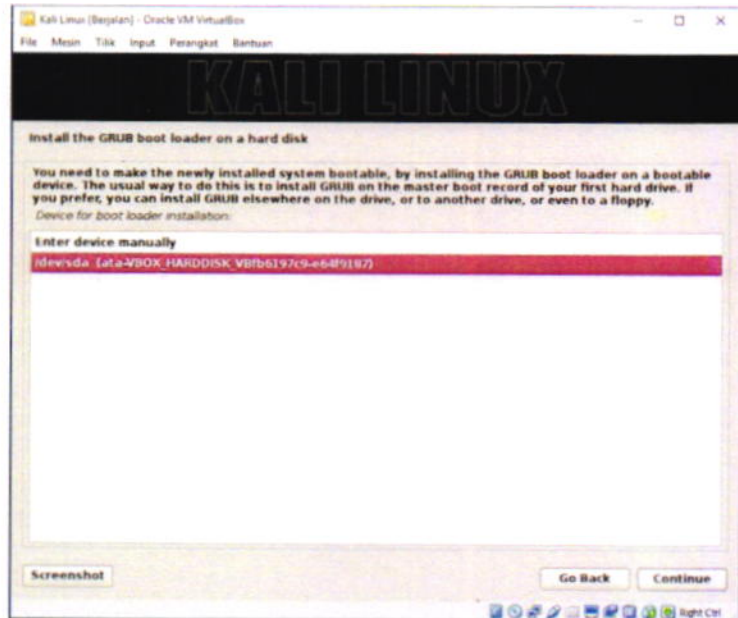 Kali Linux [Berjalan] - Oracle VM VirtualBox
File Mesin Tilik Input Perangkat Bantuan
KALI LINUX
Install the GRUB boot loader on a hard disk
You need to make the newly installed system bootable, by installing the GRUB boot loader on a bootable
device. The usual way to do this is to install GRUB on the master boot record of your first hard drive. If
you prefer, you can install GRUB elsewhere on the drive, or to another drive, or even to a floppy.
Device for boot loader installation:
Enter device manually
/dev/sda (ata-VBOX_HARDDISK_VBfb6197c9-e64f9187)
Screenshot Go Back Continue
Right Ctrl